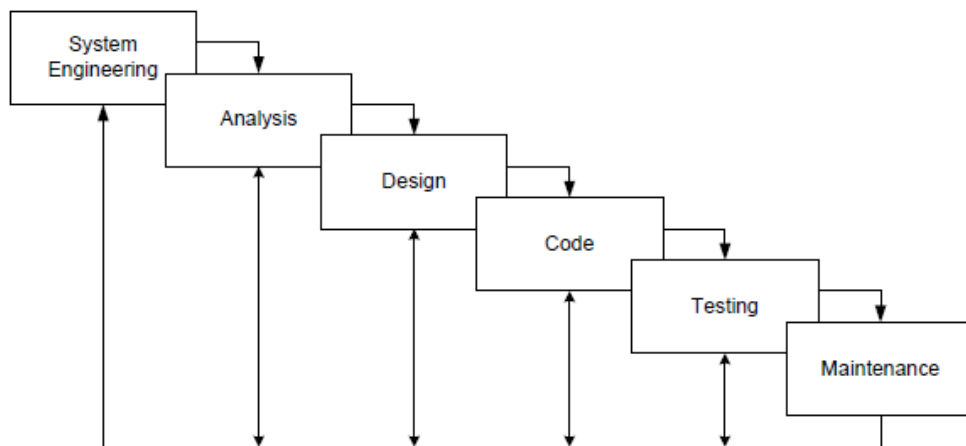 System
Engineering
Analysis
Design
Code
Testing
Maintenance